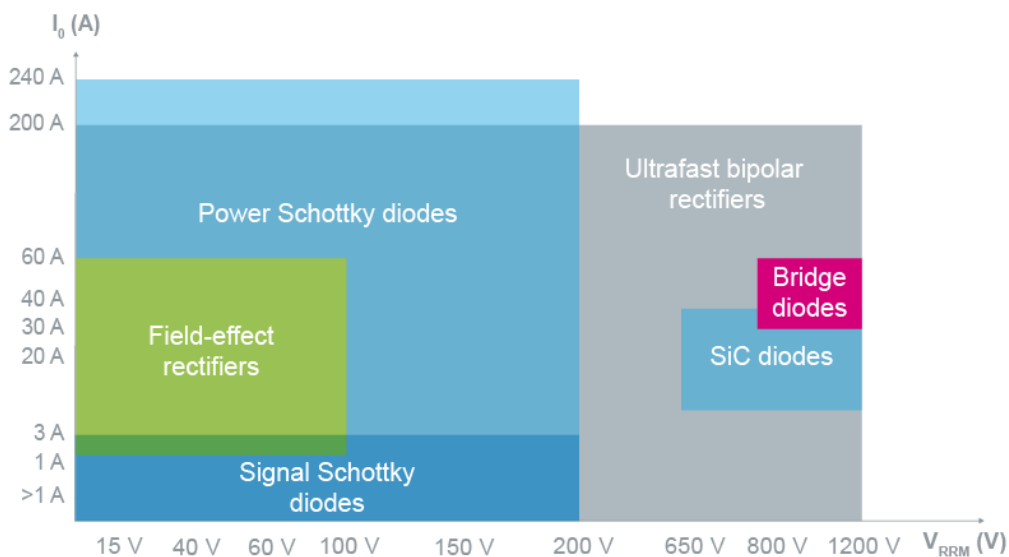 I0 (A)
240 A
200 A
60 A
40 A
30 A
20 A
3 A
1 A
>1 A
Power Schottky diodes
Ultrafast bipolar
rectifiers
Field-effect
rectifiers
Bridge
diodes
SiC diodes
Signal Schottky
diodes
15 V 40 V 60 V 100 V 150 V 200 V 650 V 800 V 1200 V VRRM (V)